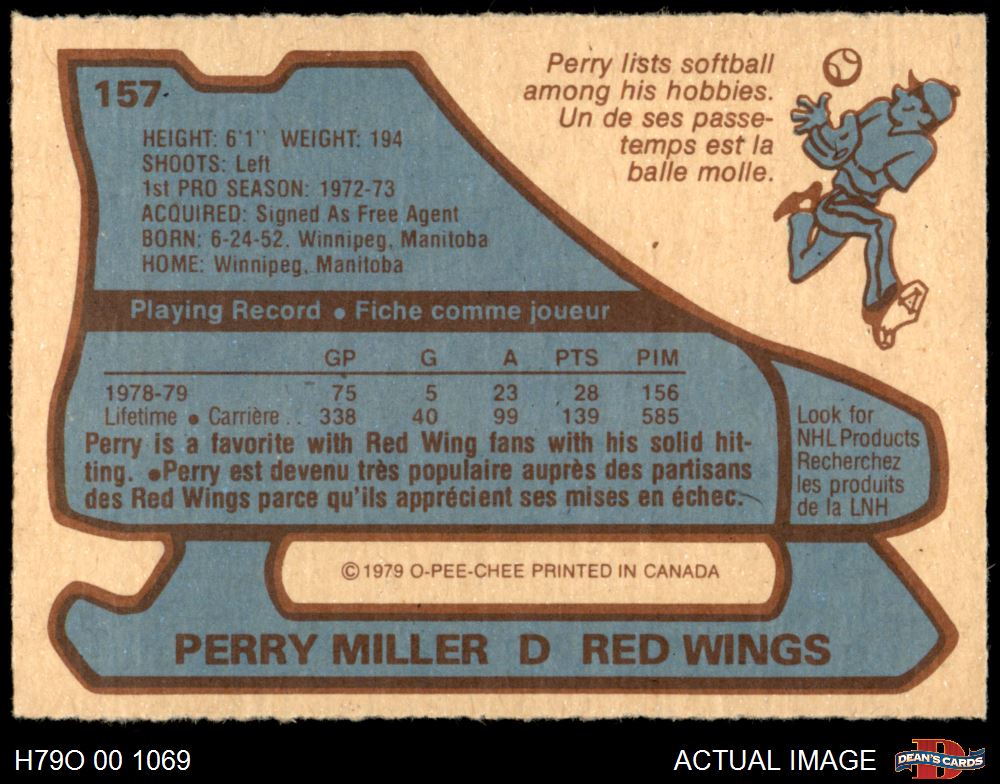 157
Perry lists softball
among his hobbies.
Un de ses passe-
temps est la
balle molle.
HEIGHT: 6'1'' WEIGHT: 194
SHOOTS: Left
1st PRO SEASON: 1972-73
ACQUIRED: Signed As Free Agent
BORN: 6-24-52. Winnipeg, Manitoba
HOME: Winnipeg, Manitoba
Playing Record • Fiche comme joueur
GP G A PTS PIM
1978-79 75 5 23 28 156
Lifetime • Carrière . . 338 40 99 139 585
Perry is a favorite with Red Wing fans with his solid hit-
ting. •Perry est devenu très populaire auprès des partisans
des Red Wings parce qu'ils apprécient ses mises en échec.
Look for
NHL Products
Recherchez
les produits
de la LNH
© 1979 O-PEE-CHEE PRINTED IN CANADA
PERRY MILLER D RED WINGS
H79O 00 1069
ACTUAL IMAGE
D
DEAN'S CARDS